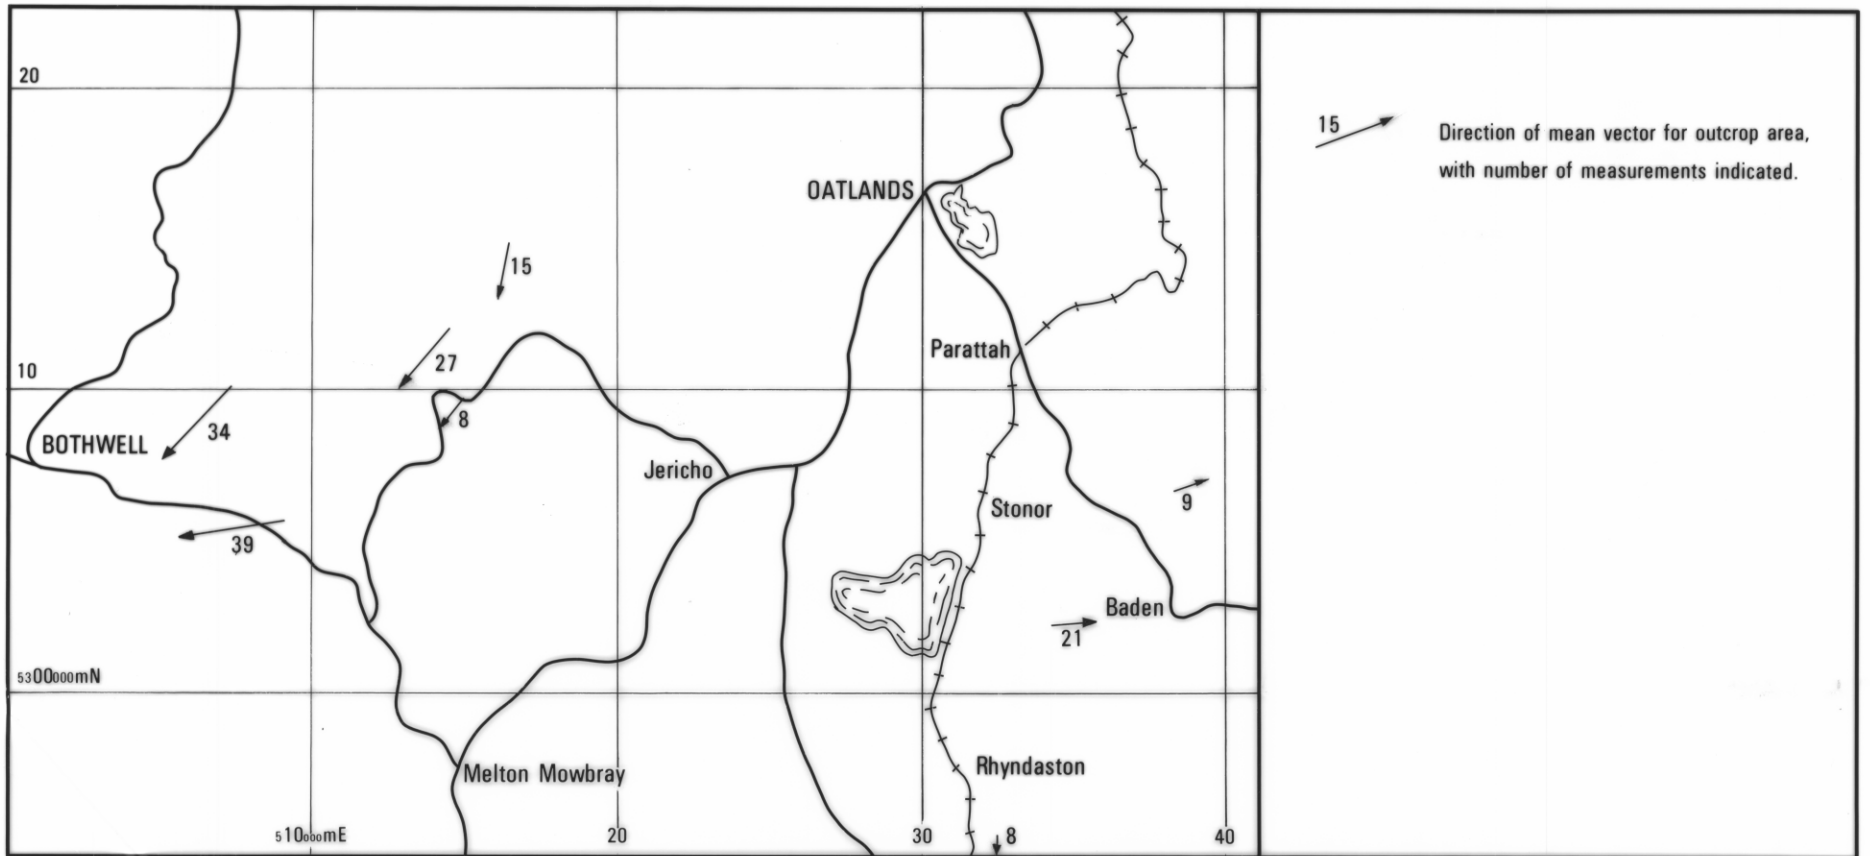 20
15
Direction of mean vector for outcrop area,
with number of measurements indicated.
OATLANDS
15
Parattah
27
10
8
34
BOTHWELL
Jericho
9
Stonor
39
Baden
21
5300000mN
Rhyndaston
Melton Mowbray
510000mE
20
30
8
40